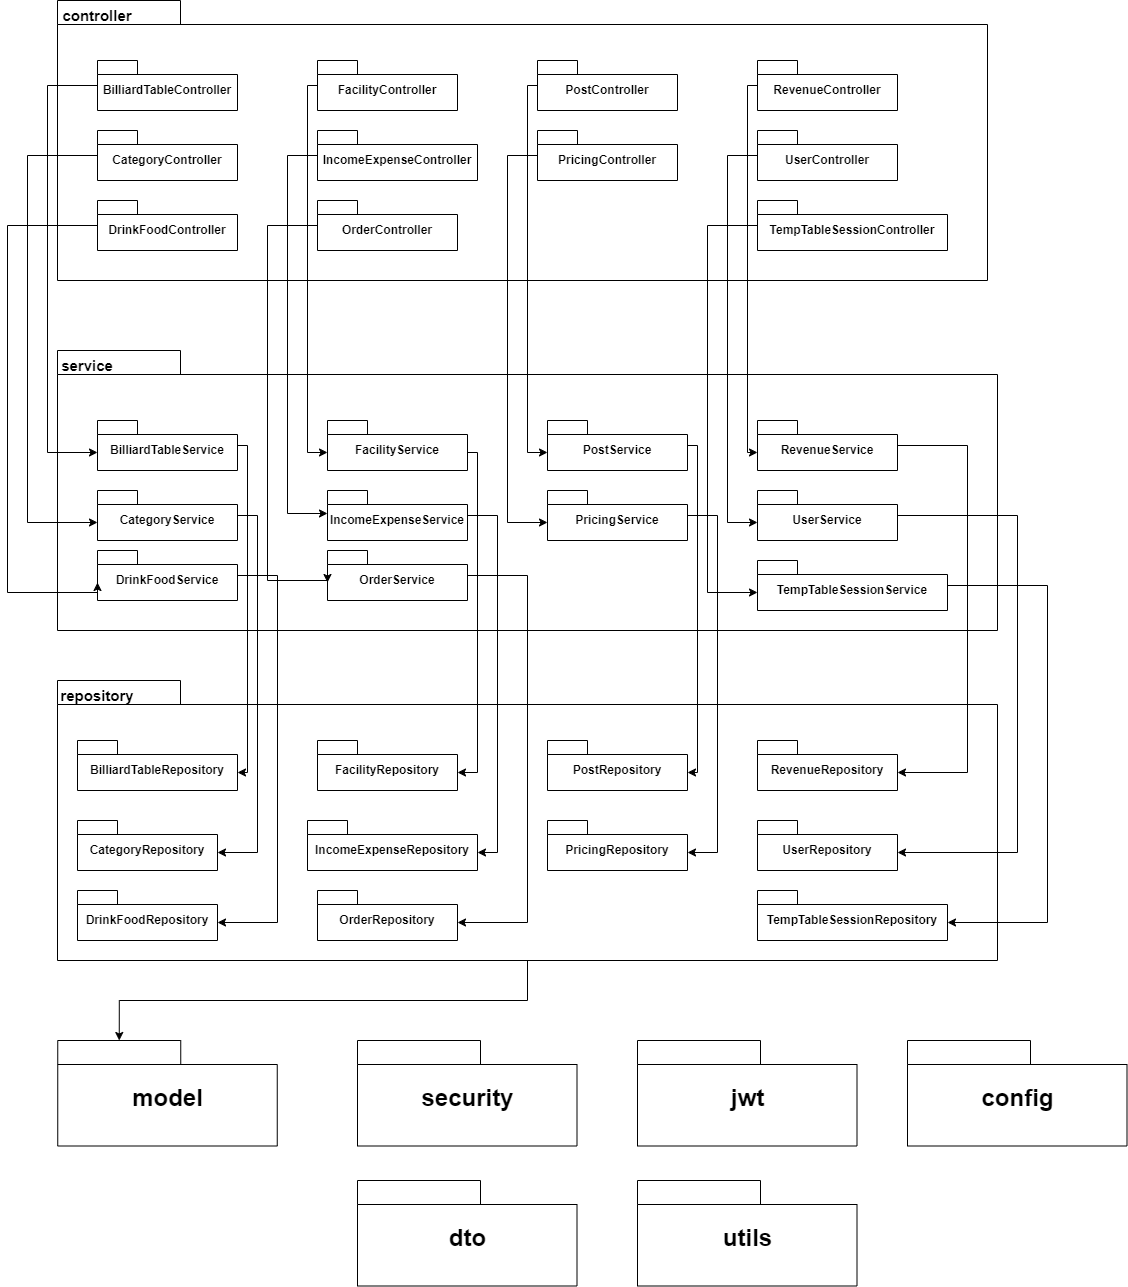 controller
BilliardTableController
FacilityController
PostController
RevenueController
CategoryController
IncomeExpenseController
PricingController
UserController
DrinkFoodController
OrderController
TempTableSessionController
service
BilliardTableService
FacilityService
PostService
RevenueService
CategoryService
IncomeExpenseService
PricingService
UserService
DrinkFoodService
OrderService
TempTableSessionService
repository
BilliardTableRepository
FacilityRepository
PostRepository
RevenueRepository
CategoryRepository
IncomeExpenseRepository
PricingRepository
UserRepository
DrinkFoodRepository
OrderRepository
TempTableSessionRepository
model
security
jwt
config
dto
utils